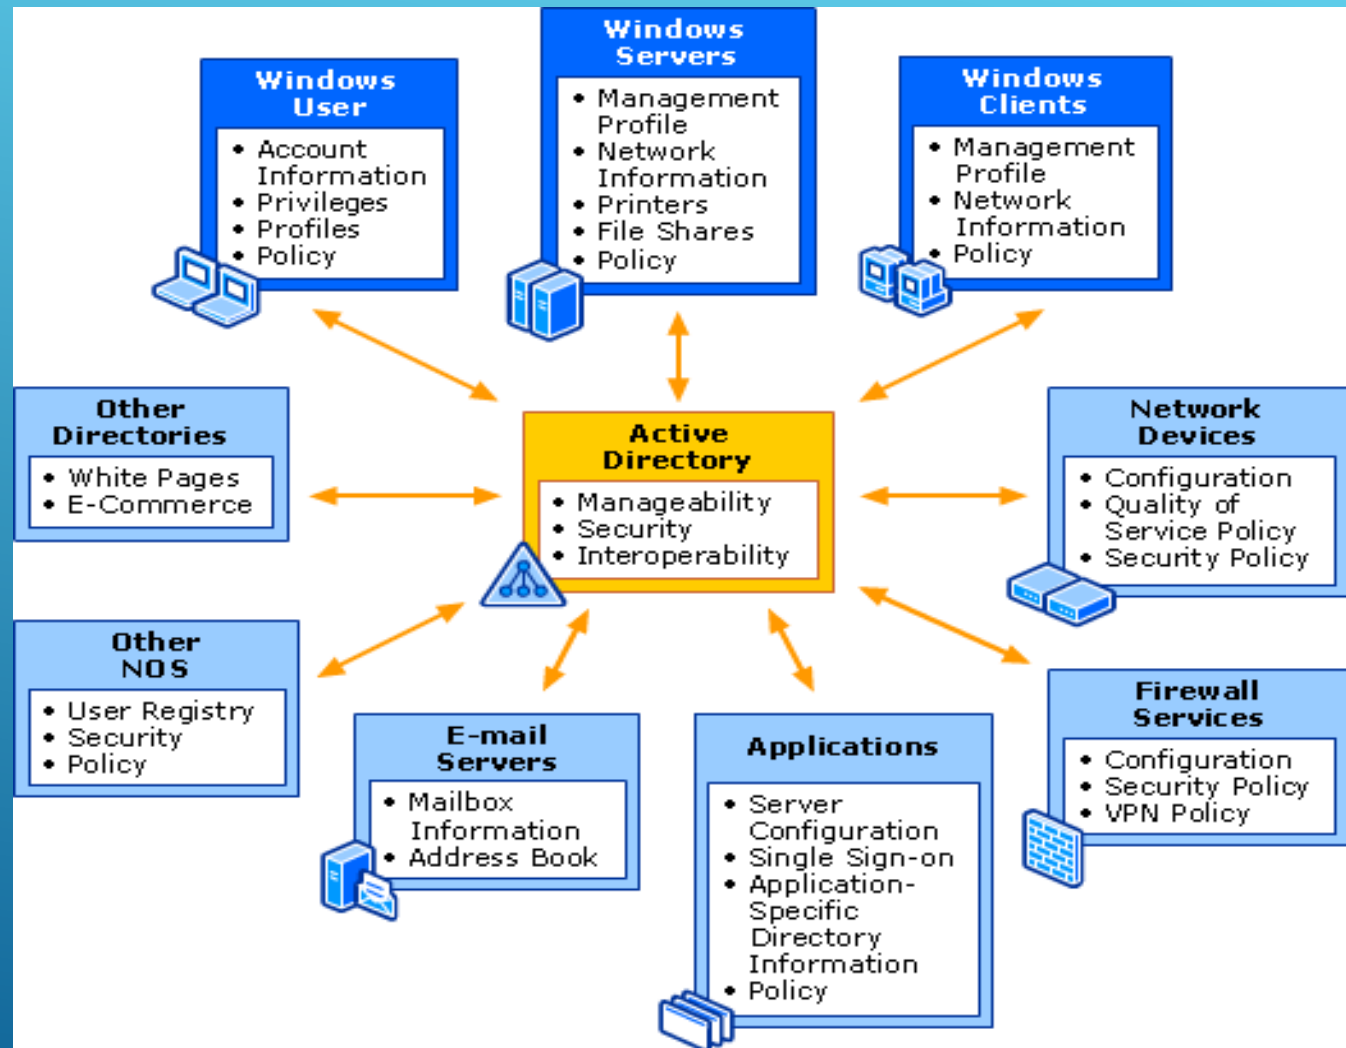 Windows
User
• Account
Information
• Privileges
• Profiles
• Policy
Windows
Servers
• Management
Profile
• Network
Information
• Printers
• File Shares
• Policy
Windows
Clients
• Management
Profile
• Network
Information
• Policy
Other
Directories
• White Pages
• E-Commerce
Active
Directory
• Manageability
• Security
• Interoperability
Network
Devices
• Configuration
• Quality of
Service Policy
• Security Policy
Other
NOS
• User Registry
• Security
• Policy
E-mail
Servers
• Mailbox
Information
• Address Book
Applications
• Server
Configuration
• Single Sign-on
• Application-
Specific
Directory
Information
• Policy
Firewall
Services
• Configuration
• Security Policy
• VPN Policy